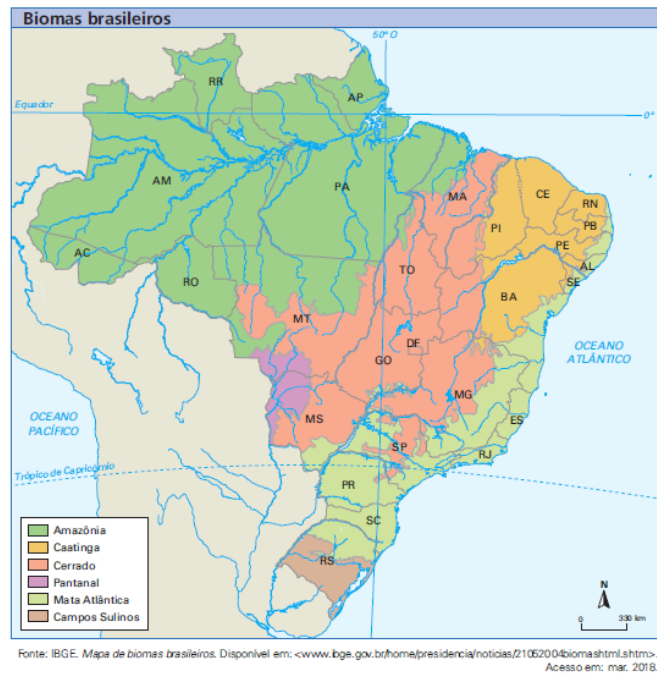 Biomas brasileiros
50° O
RR
AP
Equador
0°
AM
PA
MA
CE
RN
PI
PB
PE
AC
AL
TO
SE
RO
BA
MT
DF
OCEANO
ATLÂNTICO
GO
MG
OCEANO
PACÍFICO
MS
ES
SP
RJ
Trópico de Capricórnio
PR
SC
Amazônia
Caatinga
Cerrado
Pantanal
Mata Atlântica
Campos Sulinos
RS
N
0 330 km
Fonte: IBGE. Mapa de biomas brasileiros. Disponível em: <www.ibge.gov.br/home/presidencia/noticias/21052004biomashtml.shtm>.
Acesso em: mar. 2018.